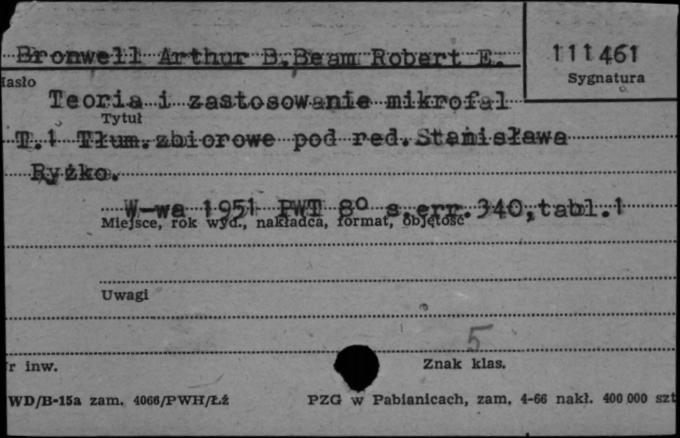 Bronwell Arthur B.Beam Robert E.
111461
Sygnatura
Hasło
Teoria i zastosowanie mikrofal
Tytuł
T.1 Tłum.zbiorowe pod red.Stanisława
Ryżko.
W-wa 1951 PWT 8° s.err.340,tabl.1
Miejsce, rok wyd., nakładca, format, objętość
Uwagi
5
r inw.
Znak klas.
WD/B-15a zam. 4066/PWH/Łź
PZG w Pabianicach, zam. 4-66 nakł. 400 000 szt